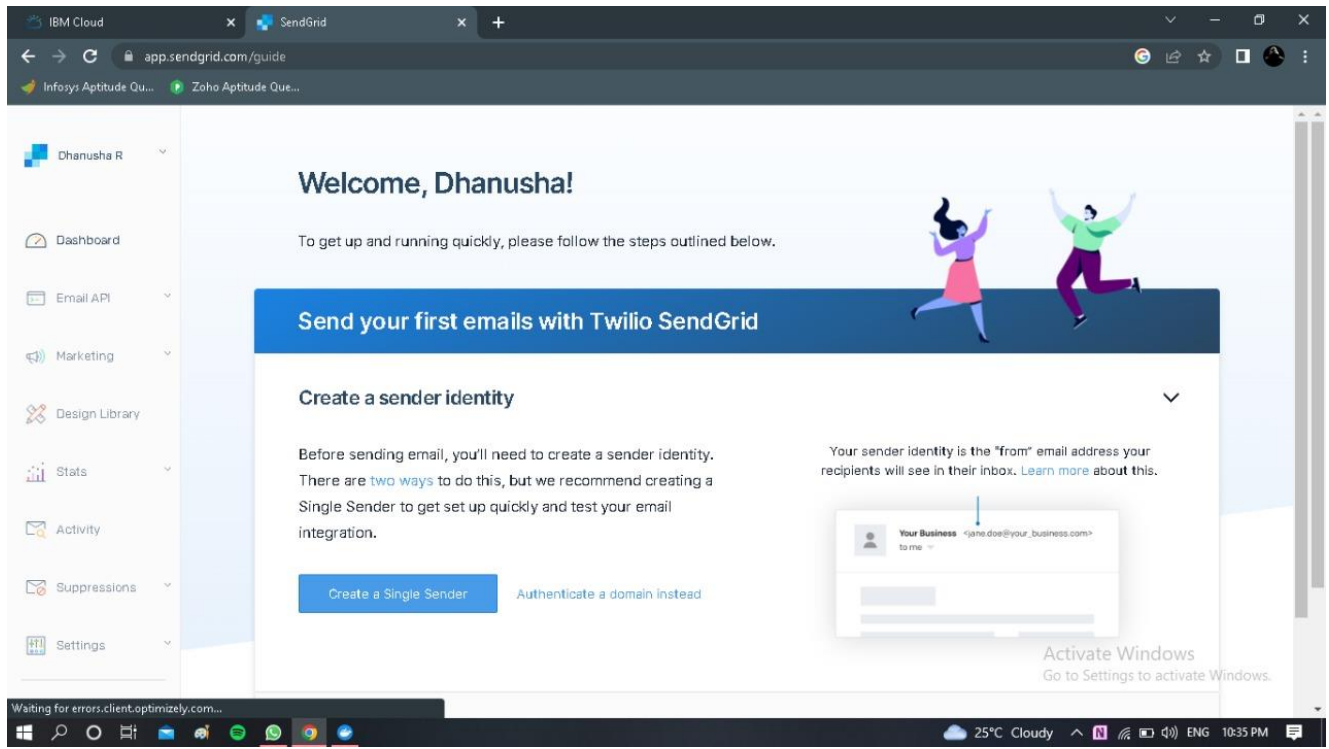 IBM Cloud
SendGrid
app.sendgrid.com/guide
Infosys Aptitude Qu...
Zoho Aptitude Que...
Dhanusha R
Dashboard
Email API
Marketing
Design Library
Stats
Activity
Suppressions
Settings
Welcome, Dhanusha!
To get up and running quickly, please follow the steps outlined below.
Send your first emails with Twilio SendGrid
Create a sender identity
Before sending email, you'll need to create a sender identity.
There are two ways to do this, but we recommend creating a
Single Sender to get set up quickly and test your email
integration.
Create a Single Sender
Authenticate a domain instead
Your sender identity is the "from" email address your
recipients will see in their inbox. Learn more about this.
Your Business <jane.doe@your_business.com>
to me
Activate Windows
Go to Settings to activate Windows.
Waiting for errors.client.optimizely.com...
25°C Cloudy
ENG
10:35 PM